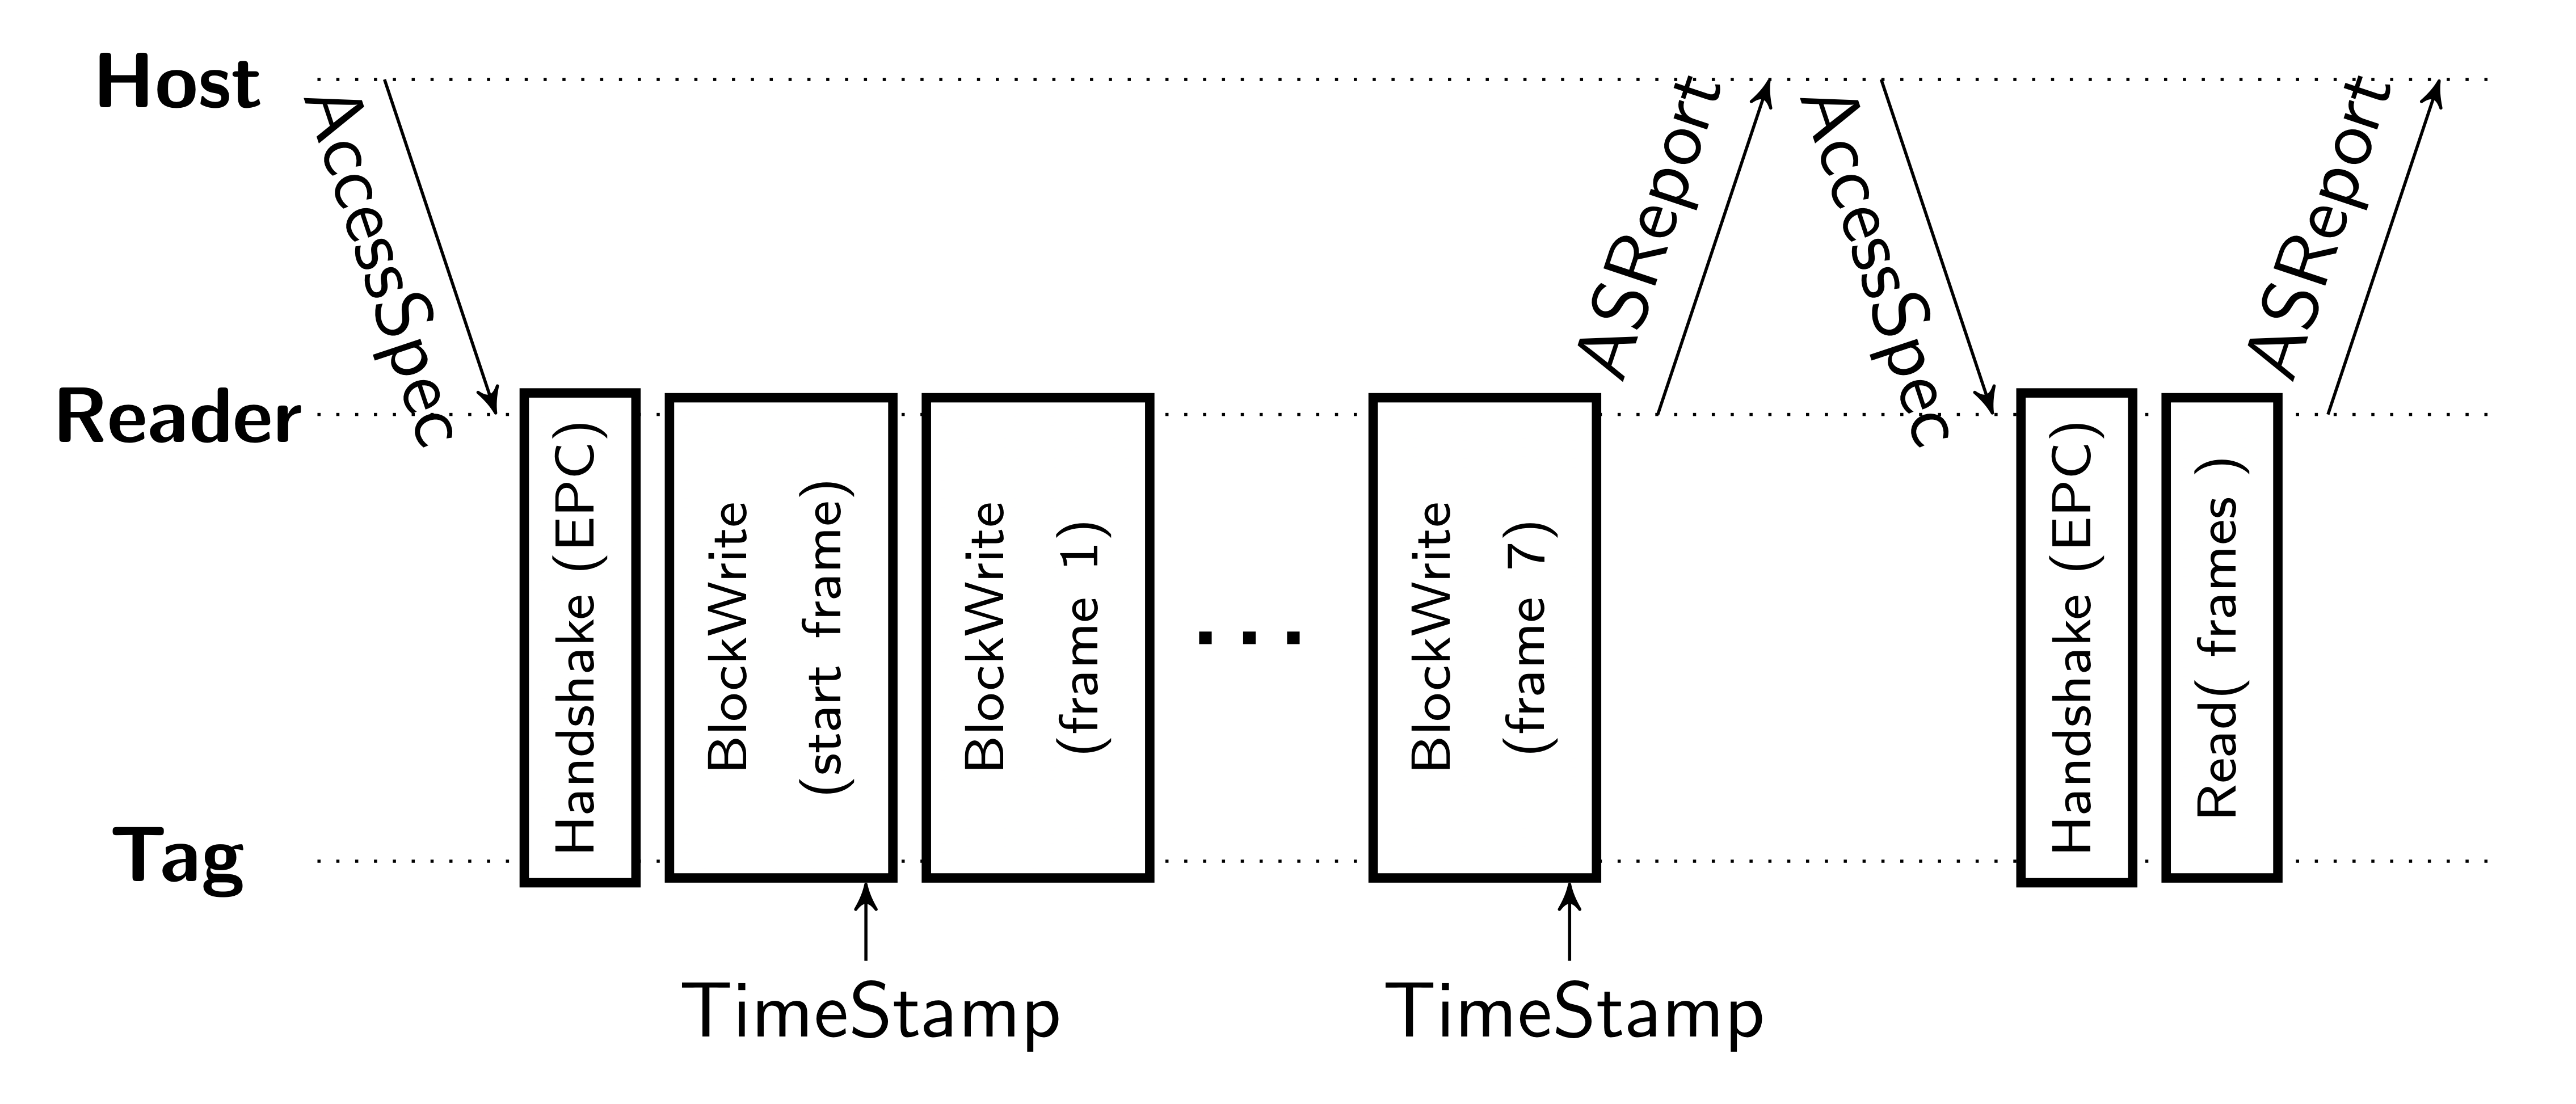 Host
AccessSpec
ASReport
AccessSpec
ASReport
Reader
Handshake (EPC)
BlockWrite
(start frame)
BlockWrite
(frame 1)
...
BlockWrite
(frame 7)
Handshake (EPC)
Read( frames )
Tag
TimeStamp
TimeStamp